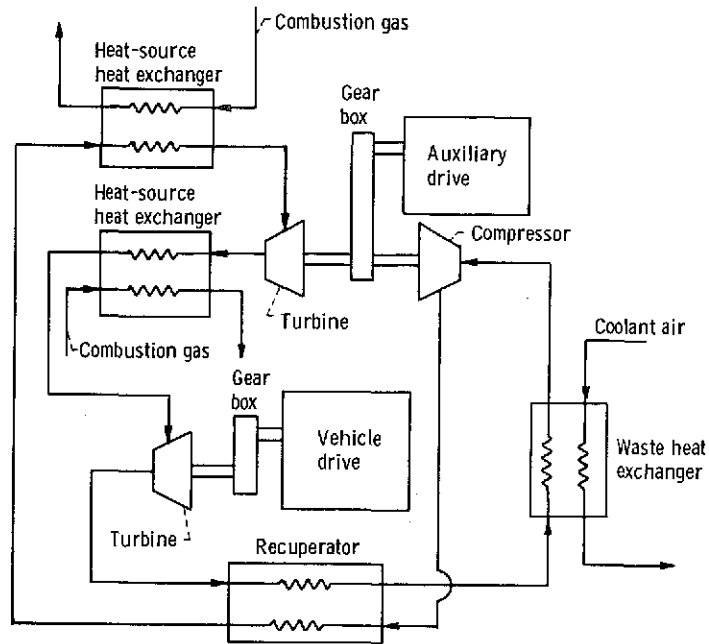 Combustion gas
Heat-source
heat exchanger
Gear
box
Auxiliary
drive
Heat-source
heat exchanger
Compressor
Turbine
Coolant air
Combustion gas
Gear
box
Vehicle
drive
Waste heat
exchanger
Turbine
Recuperator